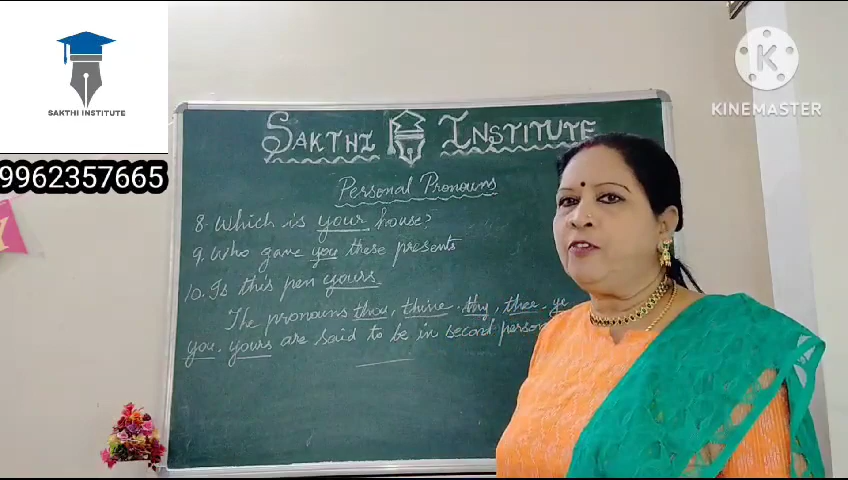 SAKTHI INSTITUTE
KINEMASTER
9962357665
SAKTHI INSTITUTE
Personal Pronouns
8. Which is your house?
9. Who gave you these presents
10. Is this pen yours.
The pronouns thou, thine, thy, thee, ye
you, yours are said to be in second person
Y